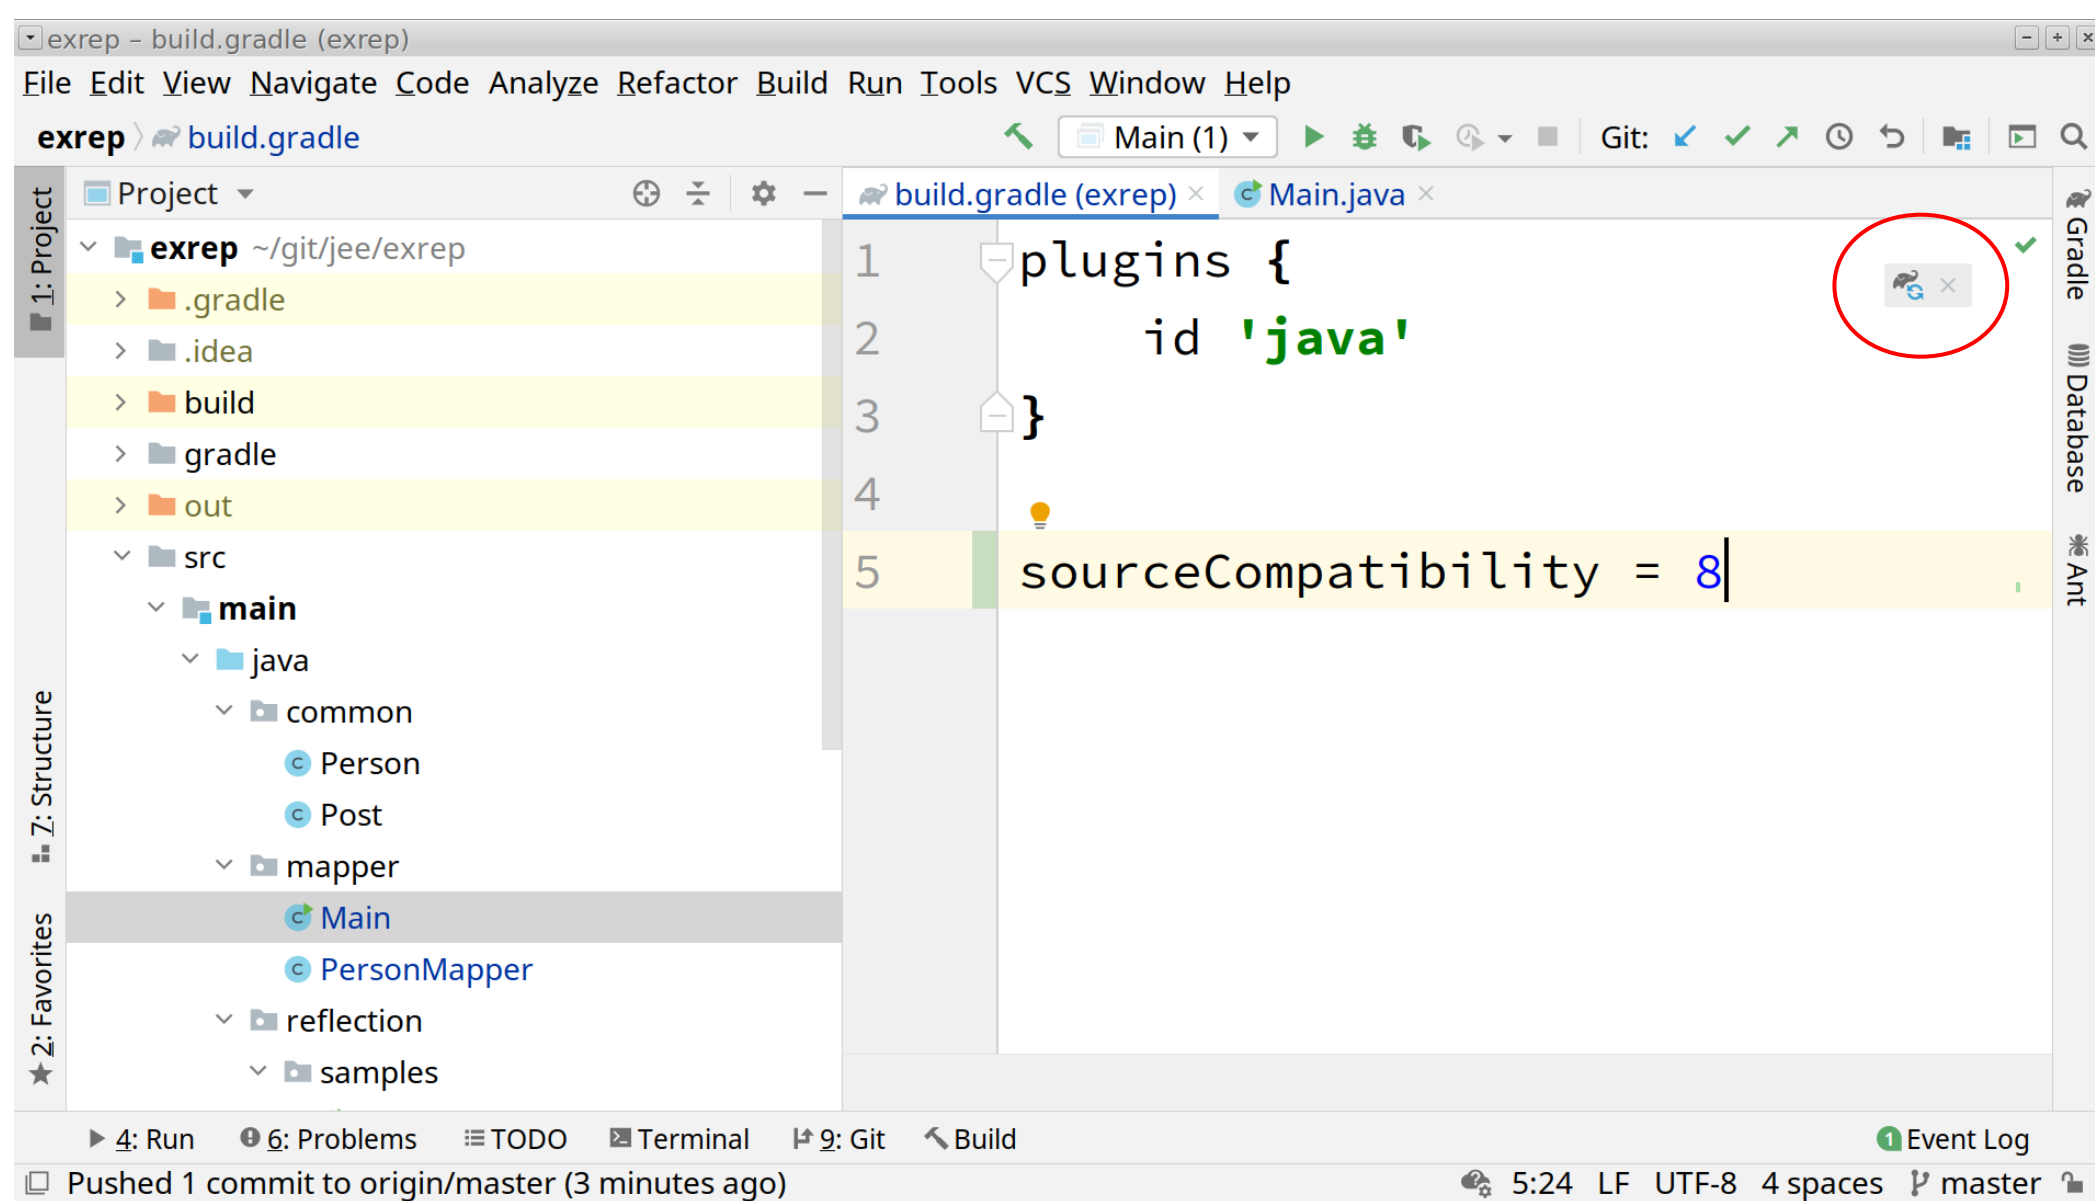 exrep – build.gradle (exrep)
File Edit View Navigate Code Analyze Refactor Build Run Tools VCS Window Help
exrep build.gradle Main (1) Git:
1: Project
7: Structure
2: Favorites
Project
exrep ~/git/jee/exrep
.gradle
.idea
build
gradle
out
src
main
java
common
Person
Post
mapper
Main
PersonMapper
reflection
samples
build.gradle (exrep) Main.java
1 plugins {
2 id 'java'
3 }
4
5 sourceCompatibility = 8
Gradle
Database
Ant
4: Run 6: Problems TODO Terminal 9: Git Build 1 Event Log
Pushed 1 commit to origin/master (3 minutes ago) 5:24 LF UTF-8 4 spaces master